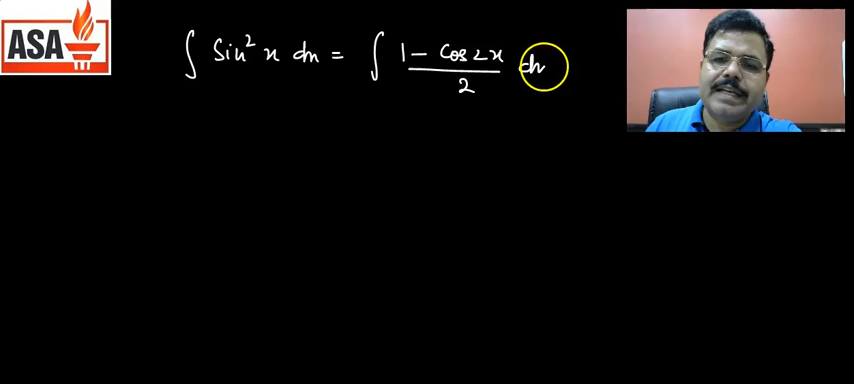 ASA
∫ Sin² x dx = ∫ (1 - Cos 2x)/2 dx